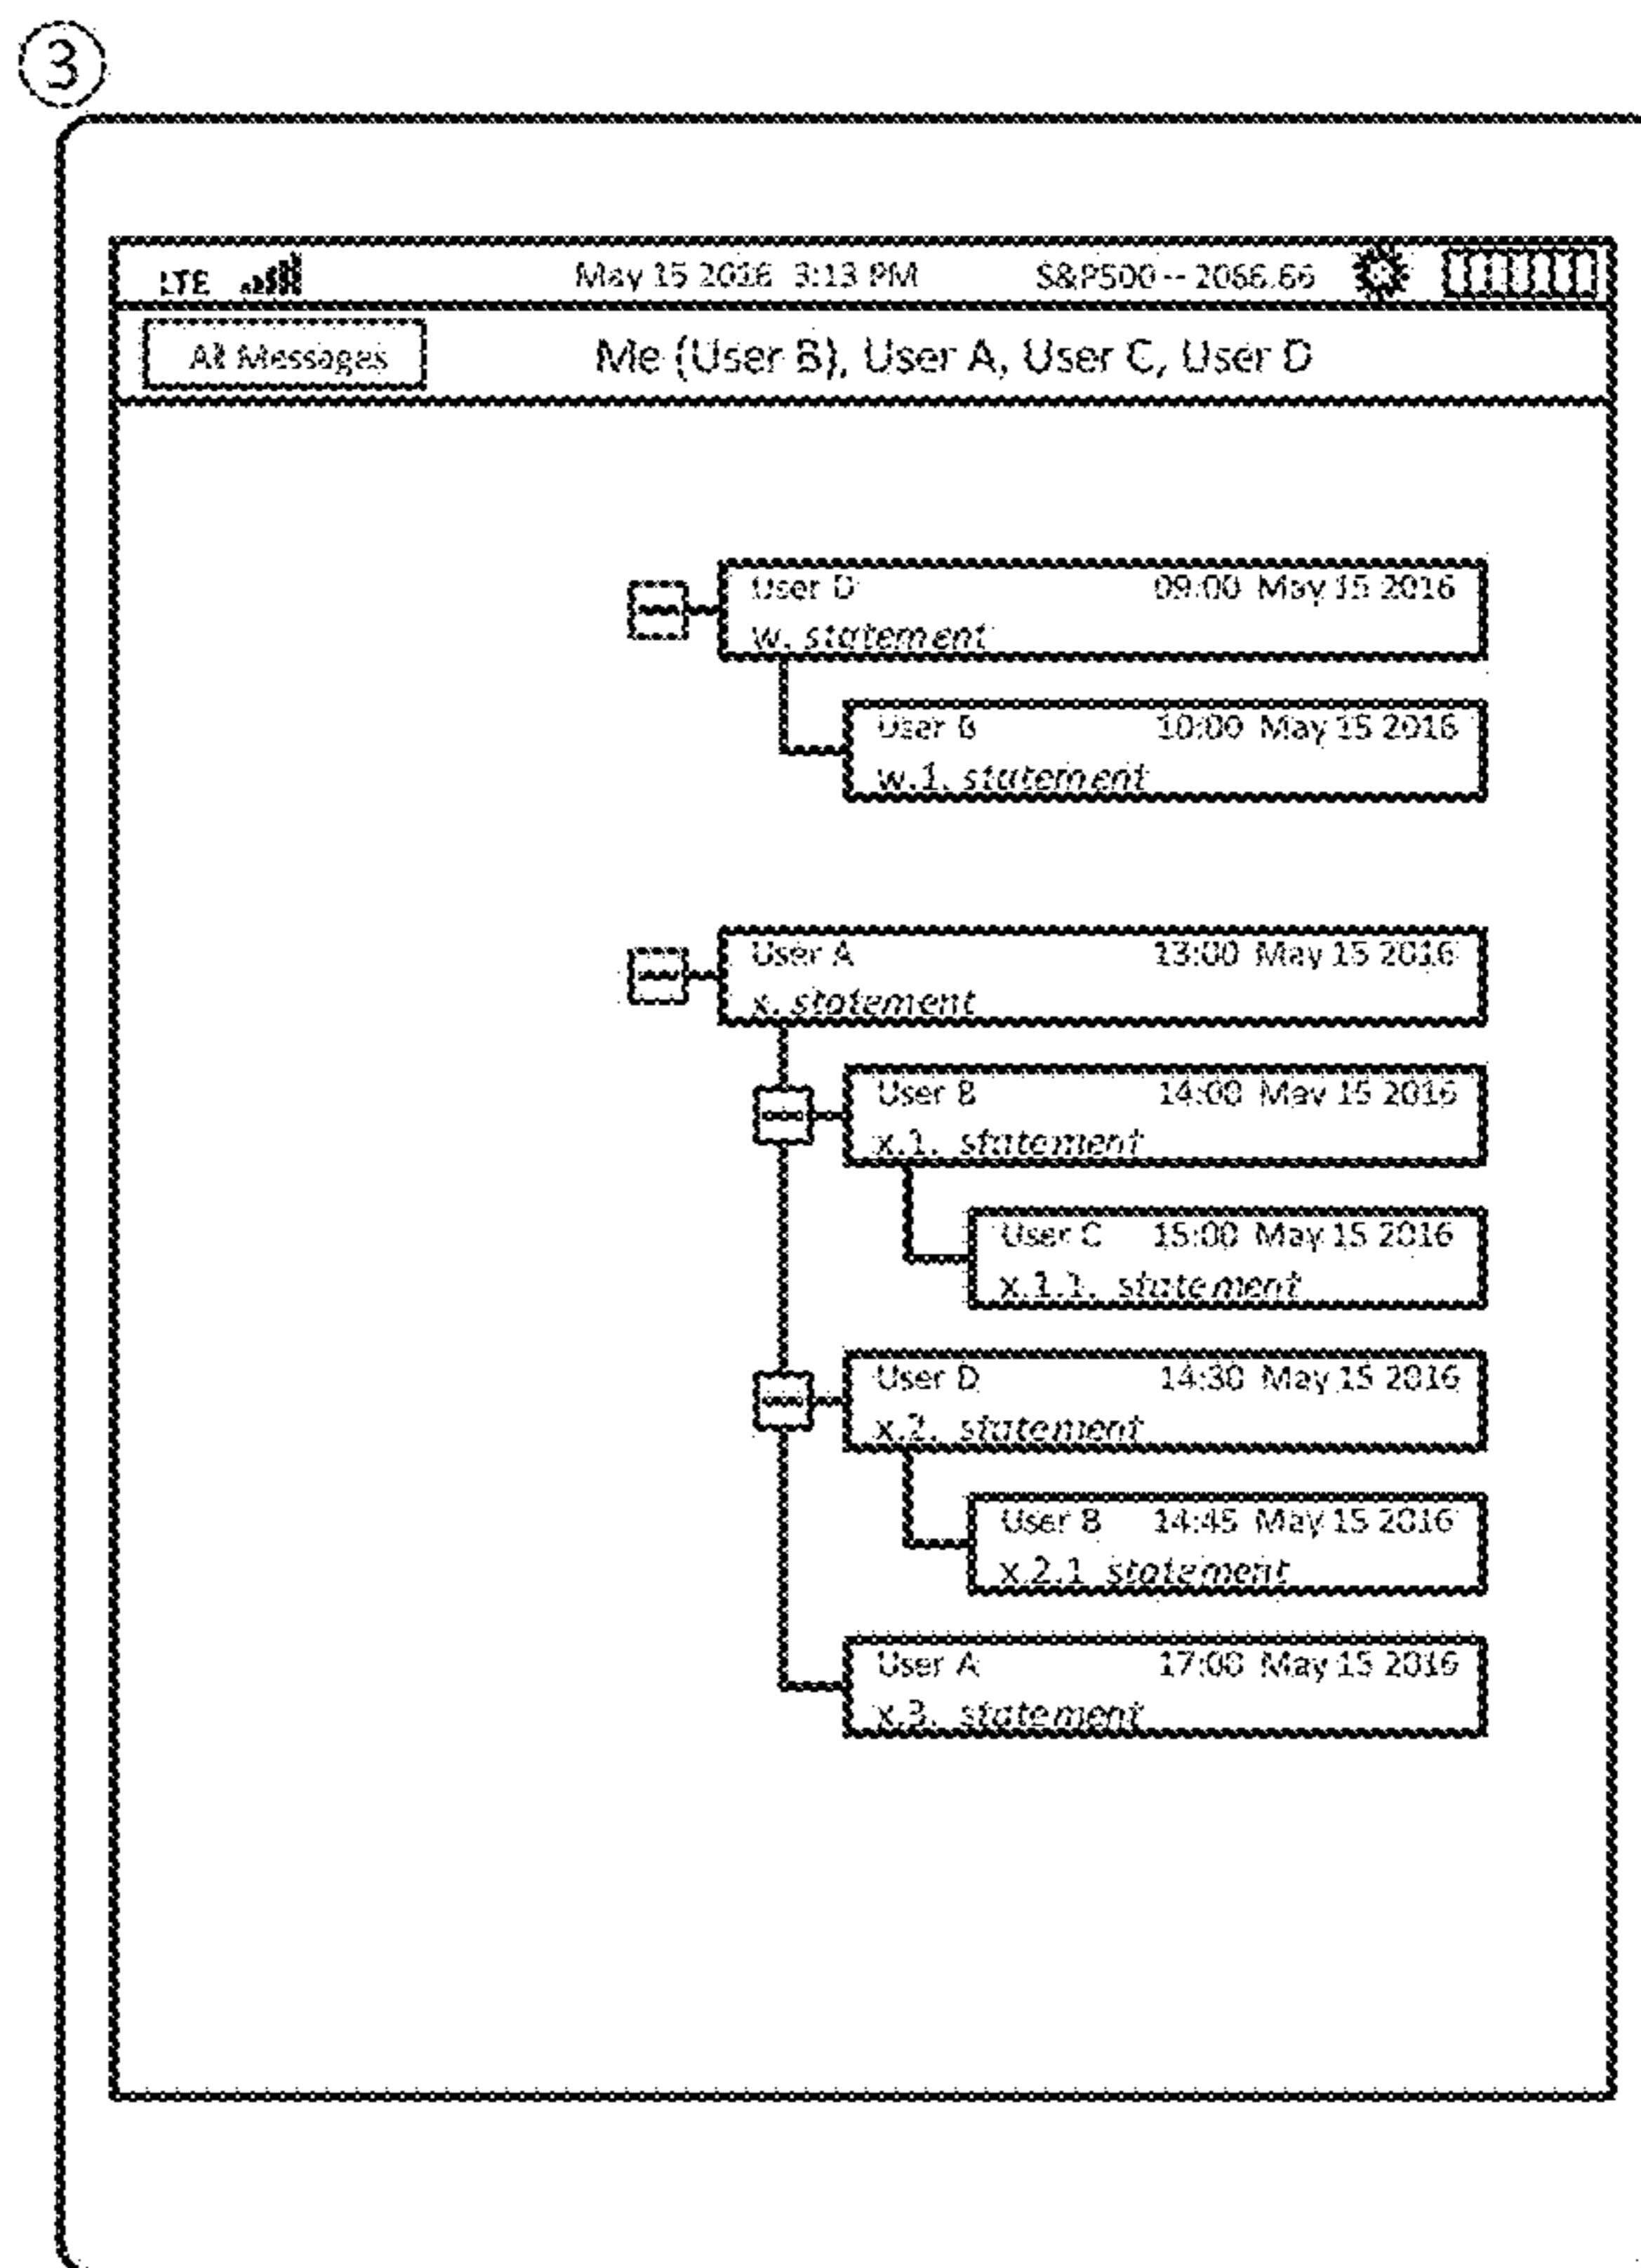 3
LTE May 15 2016 3:13 PM S&P500 -- 2066.66
All Messages Me (User B), User A, User C, User D
User D 09:00 May 15 2016
w. statement
User B 10:00 May 15 2016
w.1. statement
User A 13:00 May 15 2016
x. statement
User B 14:00 May 15 2016
x.1. statement
User C 15:00 May 15 2016
x.1.1. statement
User D 14:30 May 15 2016
x.2. statement
User B 14:45 May 15 2016
x.2.1 statement
User A 17:00 May 15 2016
x.3. statement